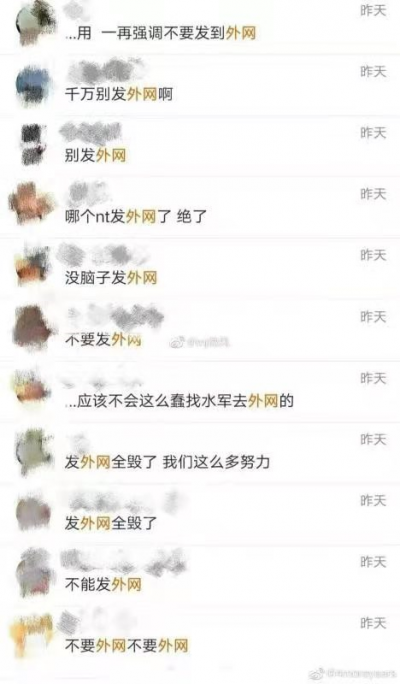 昨天
...用 一再强调不要发到外网
昨天
千万别发外网啊
昨天
别发外网
昨天
哪个nt发外网了 绝了
昨天
没脑子发外网
昨天
不要发外网
昨天
...应该不会这么蠢找水军去外网的
昨天
发外网全毁了 我们这么多努力
昨天
发外网全毁了
昨天
不能发外网
昨天
不要外网不要外网